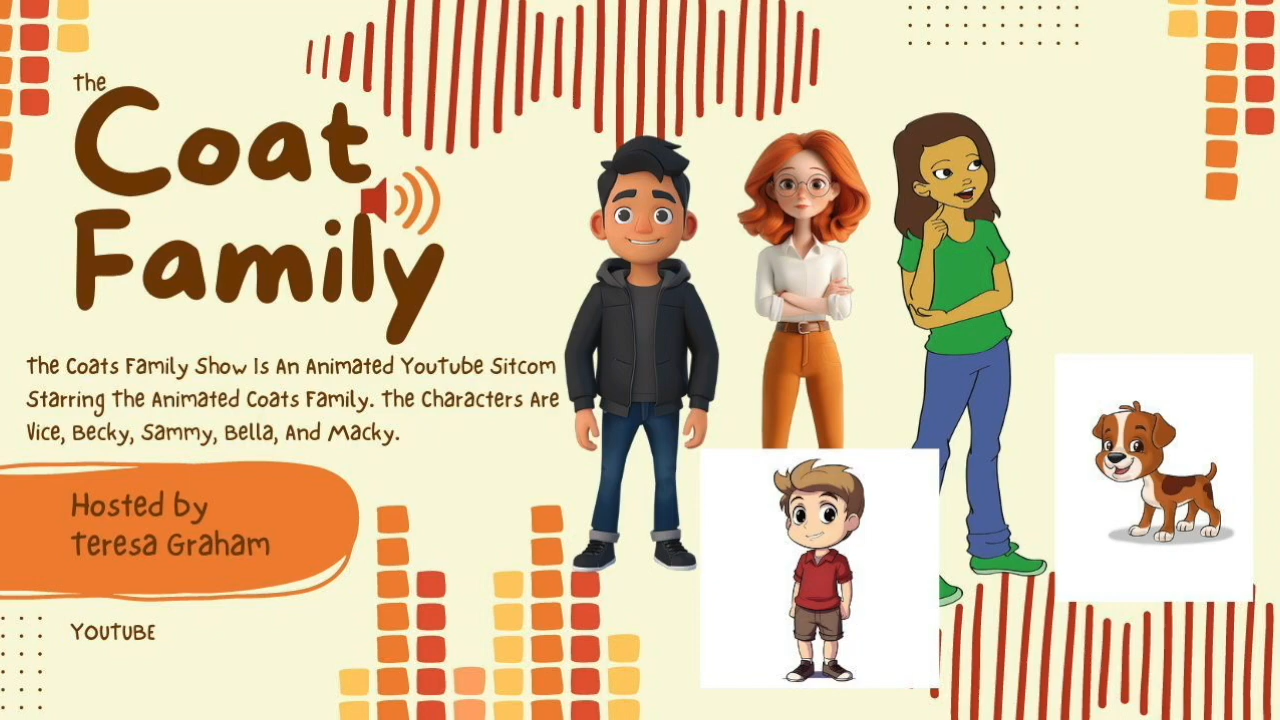 the
Coat
Family
The Coats Family Show Is An Animated YouTube Sitcom
Starring The Animated Coats Family. The Characters Are
Vice, Becky, Sammy, Bella, And Macky.
Hosted by
Teresa Graham
YOUTUBE